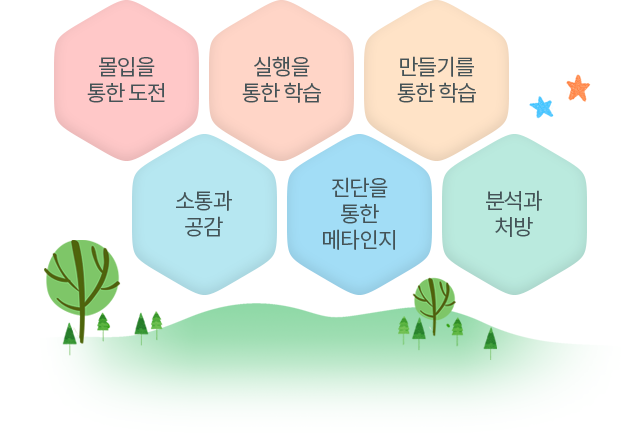 몰입을
통한 도전
실행을
통한 학습
만들기를
통한 학습
소통과
공감
진단을
통한
메타인지
분석과
처방